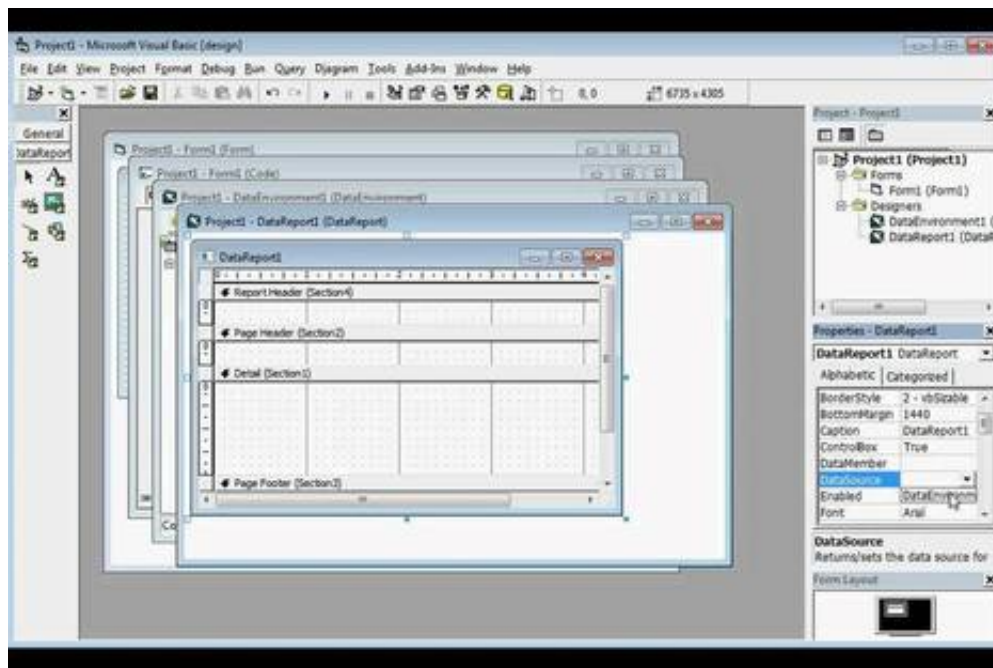 Project1 - Microsoft Visual Basic [design]
File Edit View Project Format Debug Run Query Diagram Tools Add-Ins Window Help
0, 0
6735 x 4305
General
DataReport
Project1 - Form1 (Form)
Project1 - Form1 (Code)
Project1 - DataEnvironment1 (DataEnvironment)
Project1 - DataReport1 (DataReport)
DataReport1
Report Header (Section4)
Page Header (Section2)
Detail (Section1)
Page Footer (Section3)
Co
Project - Project1
Project1 (Project1)
Forms
Form1 (Form1)
Designers
DataEnvironment1 (
DataReport1 (DataR
Properties - DataReport1
DataReport1 DataReport
Alphabetic Categorized
BorderStyle 2 - vbSizable
BottomMargin 1440
Caption DataReport1
ControlBox True
DataMember
DataSource
Enabled DataEnvironm
Font Arial
DataSource
Returns/sets the data source for
Form Layout